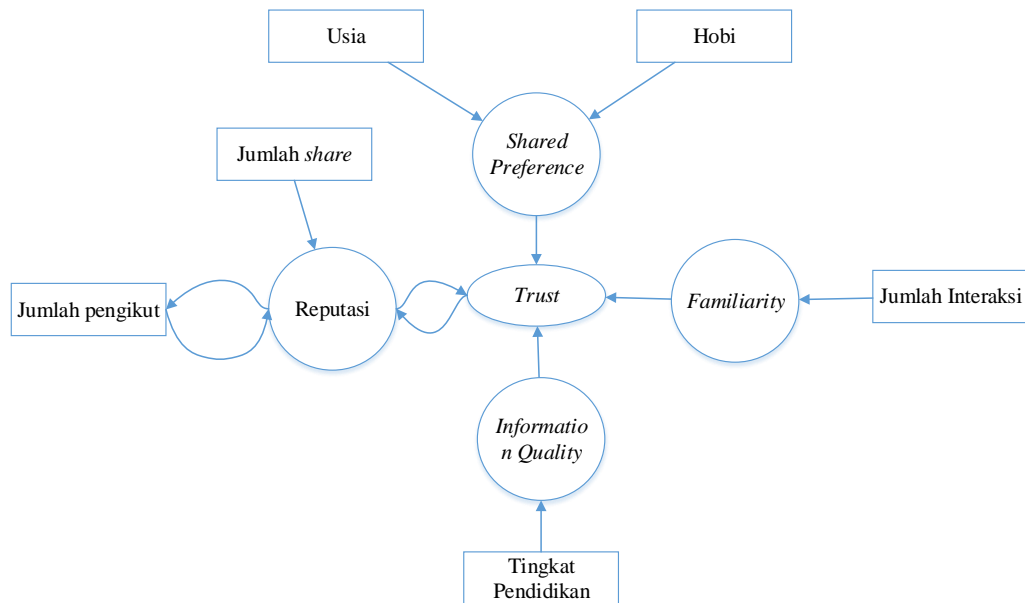 Usia
Hobi
Shared
Preference
Jumlah share
Jumlah pengikut
Reputasi
Trust
Familiarity
Jumlah Interaksi
Informatio
n Quality
Tingkat
Pendidikan